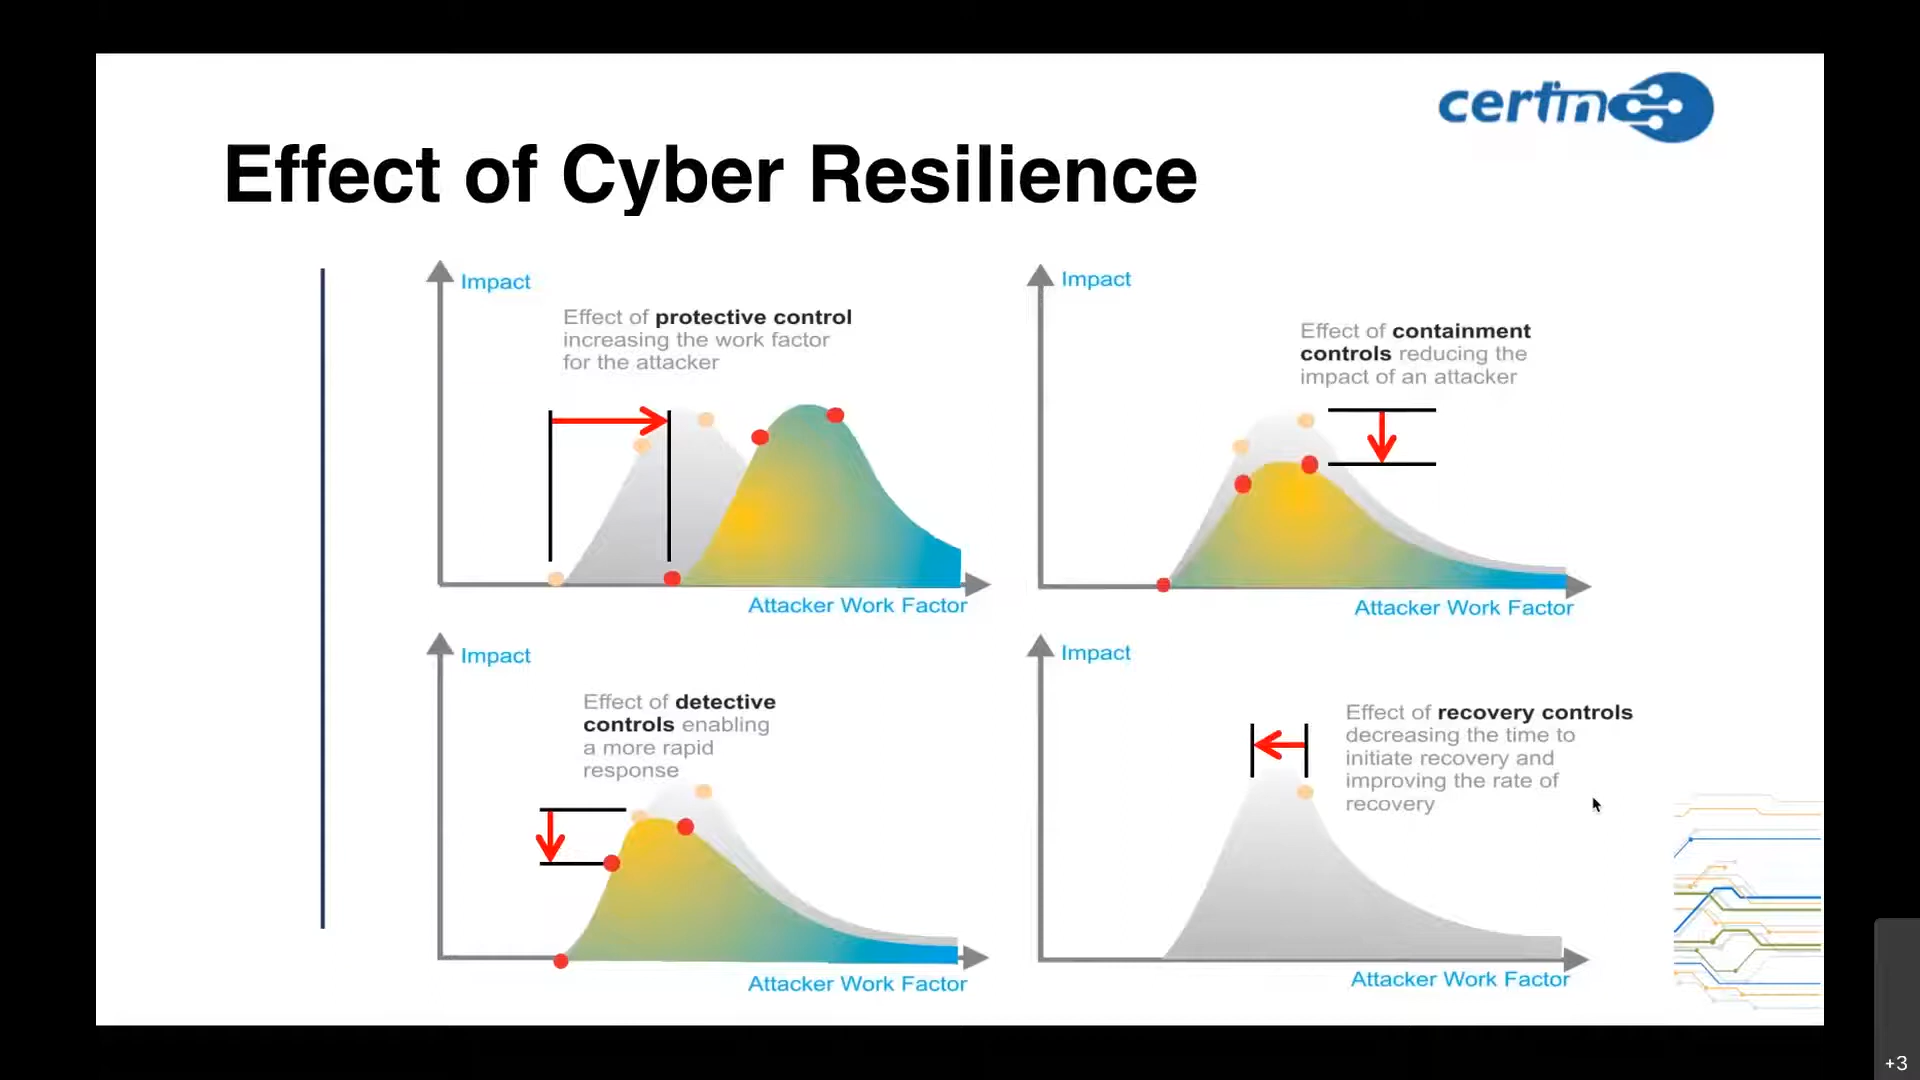 certin
Effect of Cyber Resilience
Impact
Effect of protective control
increasing the work factor
for the attacker
Attacker Work Factor
Impact
Effect of containment
controls reducing the
impact of an attacker
Attacker Work Factor
Impact
Effect of detective
controls enabling
a more rapid
response
Attacker Work Factor
Impact
Effect of recovery controls
decreasing the time to
initiate recovery and
improving the rate of
recovery
Attacker Work Factor
+3